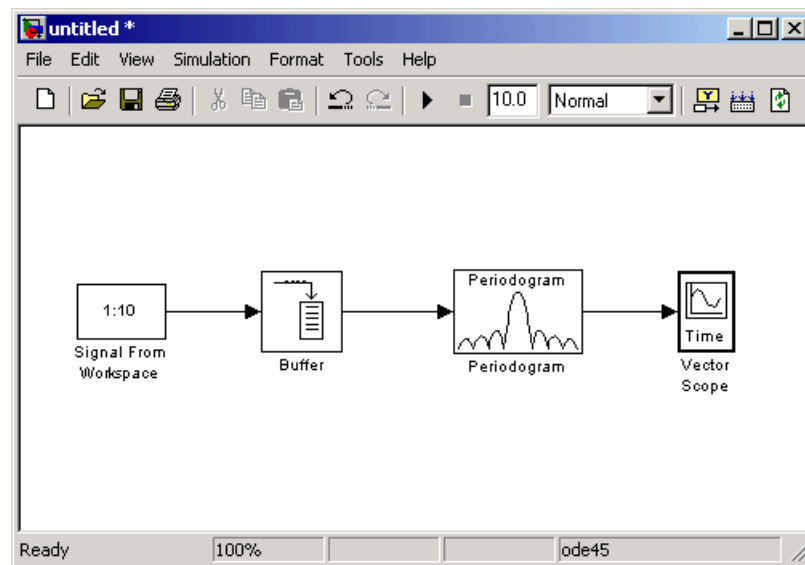 untitled *
File Edit View Simulation Format Tools Help
10.0 Normal
1:10
Signal From
Workspace
Buffer
Periodogram
Periodogram
Time
Vector
Scope
Ready 100% ode45